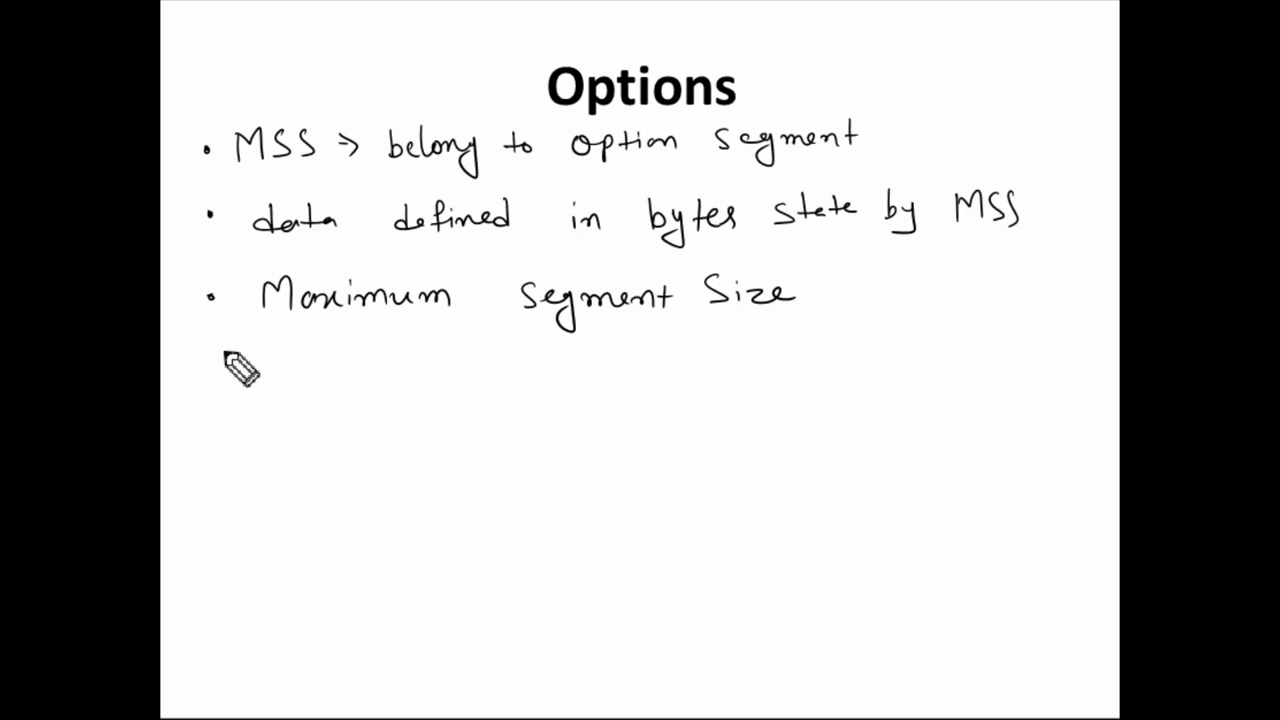 Options
• MSS → belong to option segment
• data defined in bytes state by MSS
• Maximum segment Size